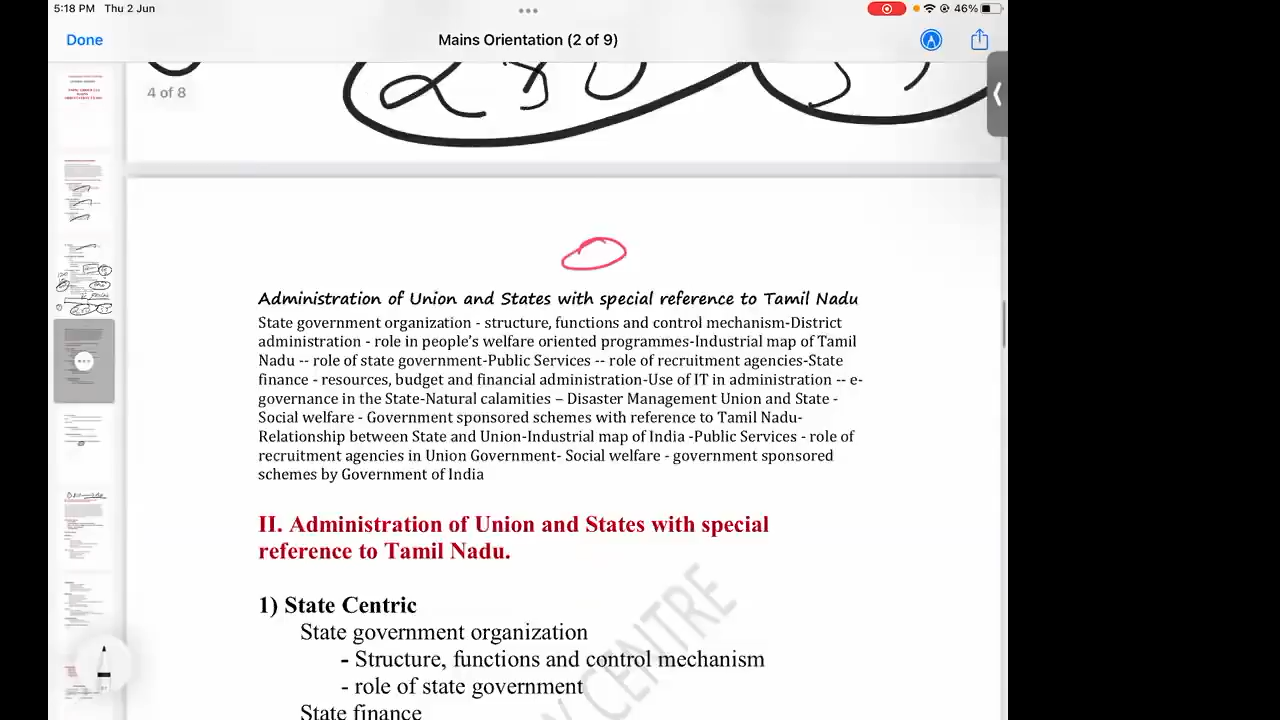 5:18 PM Thu 2 Jun
46%
Done
Mains Orientation (2 of 9)
4 of 8
Administration of Union and States with special reference to Tamil Nadu
State government organization - structure, functions and control mechanism-District
administration - role in people's welfare oriented programmes-Industrial map of Tamil
Nadu -- role of state government-Public Services -- role of recruitment agencies-State
finance - resources, budget and financial administration-Use of IT in administration -- e-
governance in the State-Natural calamities – Disaster Management Union and State -
Social welfare - Government sponsored schemes with reference to Tamil Nadu-
Relationship between State and Union-Industrial map of India -Public Services - role of
recruitment agencies in Union Government- Social welfare - government sponsored
schemes by Government of India
II. Administration of Union and States with special
reference to Tamil Nadu.
1) State Centric
State government organization
- Structure, functions and control mechanism
- role of state government
State finance
CENTRE